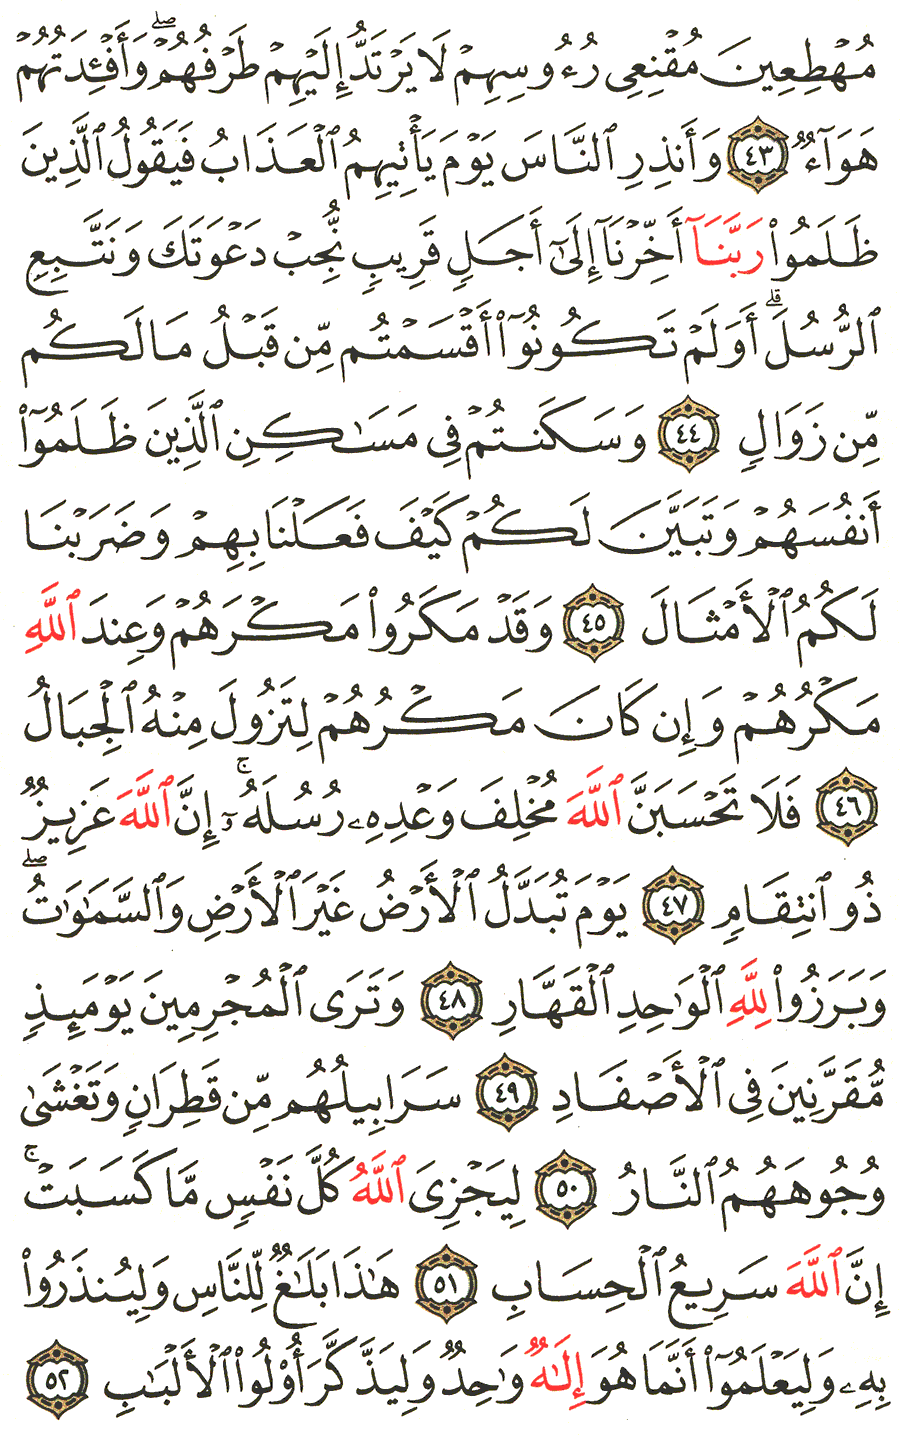 مُهۡطِعِينَ مُقۡنِعِي رُءُوسِهِمۡ لَا يَرۡتَدُّ إِلَيۡهِمۡ طَرۡفُهُمۡۖ وَأَفۡـِٔدَتُهُمۡ
هَوَآءٞ ٤٣ وَأَنذِرِ ٱلنَّاسَ يَوۡمَ يَأۡتِيهِمُ ٱلۡعَذَابُ فَيَقُولُ ٱلَّذِينَ
ظَلَمُواْ رَبَّنَآ أَخِّرۡنَآ إِلَىٰٓ أَجَلٖ قَرِيبٖ نُّجِبۡ دَعۡوَتَكَ وَنَتَّبِعِ
ٱلرُّسُلَۗ أَوَلَمۡ تَكُونُوٓاْ أَقۡسَمۡتُم مِّن قَبۡلُ مَا لَكُم
مِّن زَوَالٖ ٤٤ وَسَكَنتُمۡ فِي مَسَٰكِنِ ٱلَّذِينَ ظَلَمُوٓاْ
أَنفُسَهُمۡ وَتَبَيَّنَ لَكُمۡ كَيۡفَ فَعَلۡنَا بِهِمۡ وَضَرَبۡنَا
لَكُمُ ٱلۡأَمۡثَالَ ٤٥ وَقَدۡ مَكَرُواْ مَكۡرَهُمۡ وَعِندَ ٱللَّهِ
مَكۡرُهُمۡ وَإِن كَانَ مَكۡرُهُمۡ لِتَزُولَ مِنۡهُ ٱلۡجِبَالُ
٤٦ فَلَا تَحۡسَبَنَّ ٱللَّهَ مُخۡلِفَ وَعۡدِهِۦ رُسُلَهُۥٓۚ إِنَّ ٱللَّهَ عَزِيزٞ
ذُو ٱنتِقَامٖ ٤٧ يَوۡمَ تُبَدَّلُ ٱلۡأَرۡضُ غَيۡرَ ٱلۡأَرۡضِ وَٱلسَّمَٰوَٰتُۖ
وَبَرَزُواْ لِلَّهِ ٱلۡوَٰحِدِ ٱلۡقَهَّارِ ٤٨ وَتَرَى ٱلۡمُجۡرِمِينَ يَوۡمَئِذٖ
مُّقَرَّنِينَ فِي ٱلۡأَصۡفَادِ ٤٩ سَرَابِيلُهُم مِّن قَطِرَانٖ وَتَغۡشَىٰ
وُجُوهَهُمُ ٱلنَّارُ ٥٠ لِيَجۡزِيَ ٱللَّهُ كُلَّ نَفۡسٖ مَّا كَسَبَتۡۚ
إِنَّ ٱللَّهَ سَرِيعُ ٱلۡحِسَابِ ٥١ هَٰذَا بَلَٰغٞ لِّلنَّاسِ وَلِيُنذَرُواْ
بِهِۦ وَلِيَعۡلَمُوٓاْ أَنَّمَا هُوَ إِلَٰهٞ وَٰحِدٞ وَلِيَذَّكَّرَ أُوْلُواْ ٱلۡأَلۡبَٰبِ ٥٢